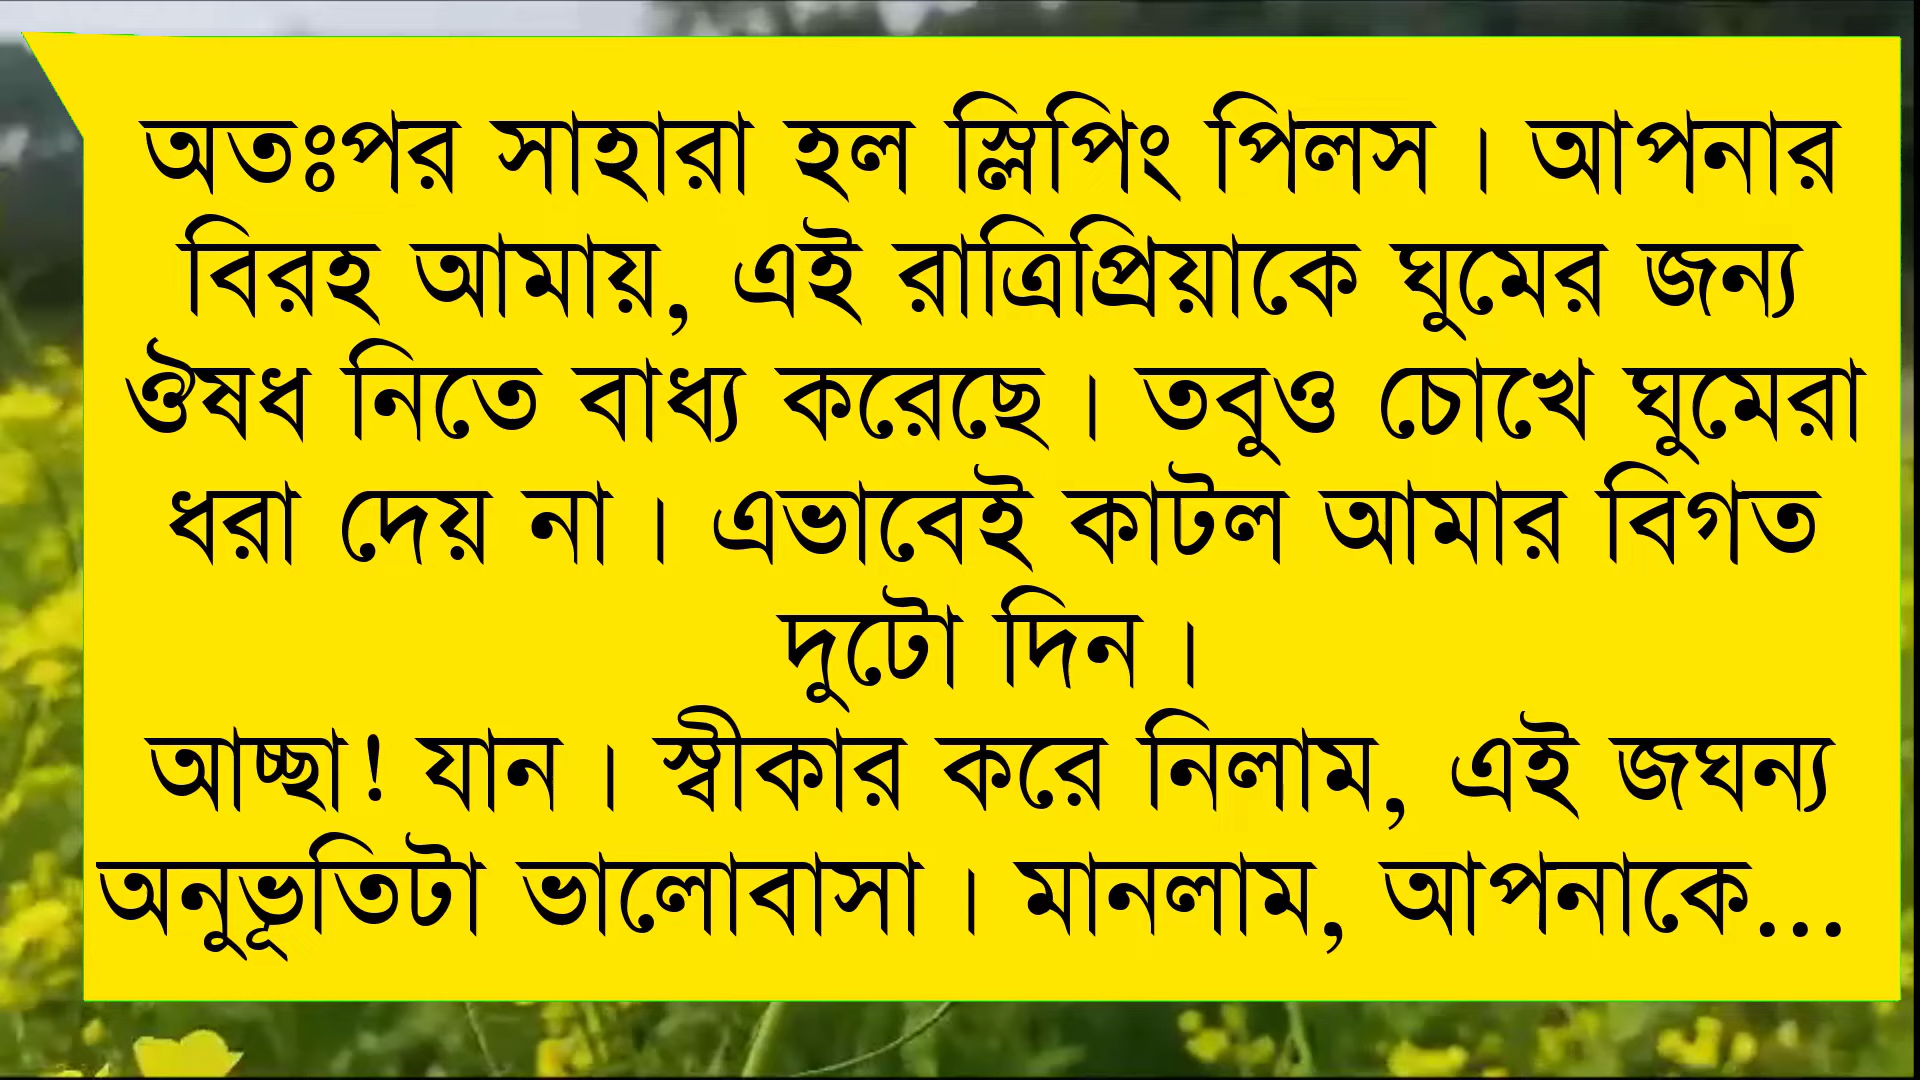 অতঃপর সাহারা হল স্লিপিং পিলস। আপনার
বিরহ আমায়, এই রাত্রিপ্রিয়াকে ঘুমের জন্য
ঔষধ নিতে বাধ্য করেছে। তবুও চোখে ঘুমেরা
ধরা দেয় না। এভাবেই কাটল আমার বিগত
দুটো দিন।
আচ্ছা! যান। স্বীকার করে নিলাম, এই জঘন্য
অনুভূতিটা ভালোবাসা। মানলাম, আপনাকে...